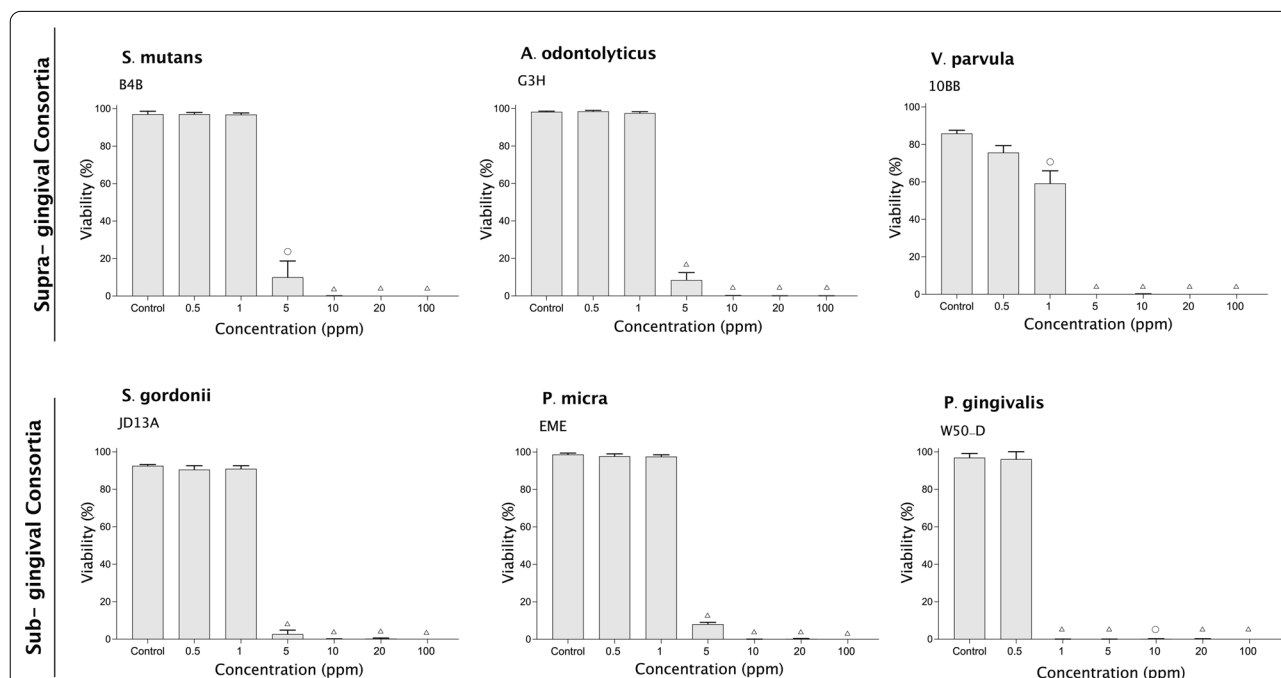 Supra- gingival Consortia
S. mutans
B4B
Viability (%)
100
80
60
40
20
0
Control 0.5 1 5 10 20 100
Concentration (ppm)
A. odontolyticus
G3H
Viability (%)
100
80
60
40
20
0
Control 0.5 1 5 10 20 100
Concentration (ppm)
V. parvula
10BB
Viability (%)
100
80
60
40
20
0
Control 0.5 1 5 10 20 100
Concentration (ppm)
Sub- gingival Consortia
S. gordonii
JD13A
Viability (%)
100
80
60
40
20
0
Control 0.5 1 5 10 20 100
Concentration (ppm)
P. micra
EME
Viability (%)
100
80
60
40
20
0
Control 0.5 1 5 10 20 100
Concentration (ppm)
P. gingivalis
W50-D
Viability (%)
100
80
60
40
20
0
Control 0.5 1 5 10 20 100
Concentration (ppm)